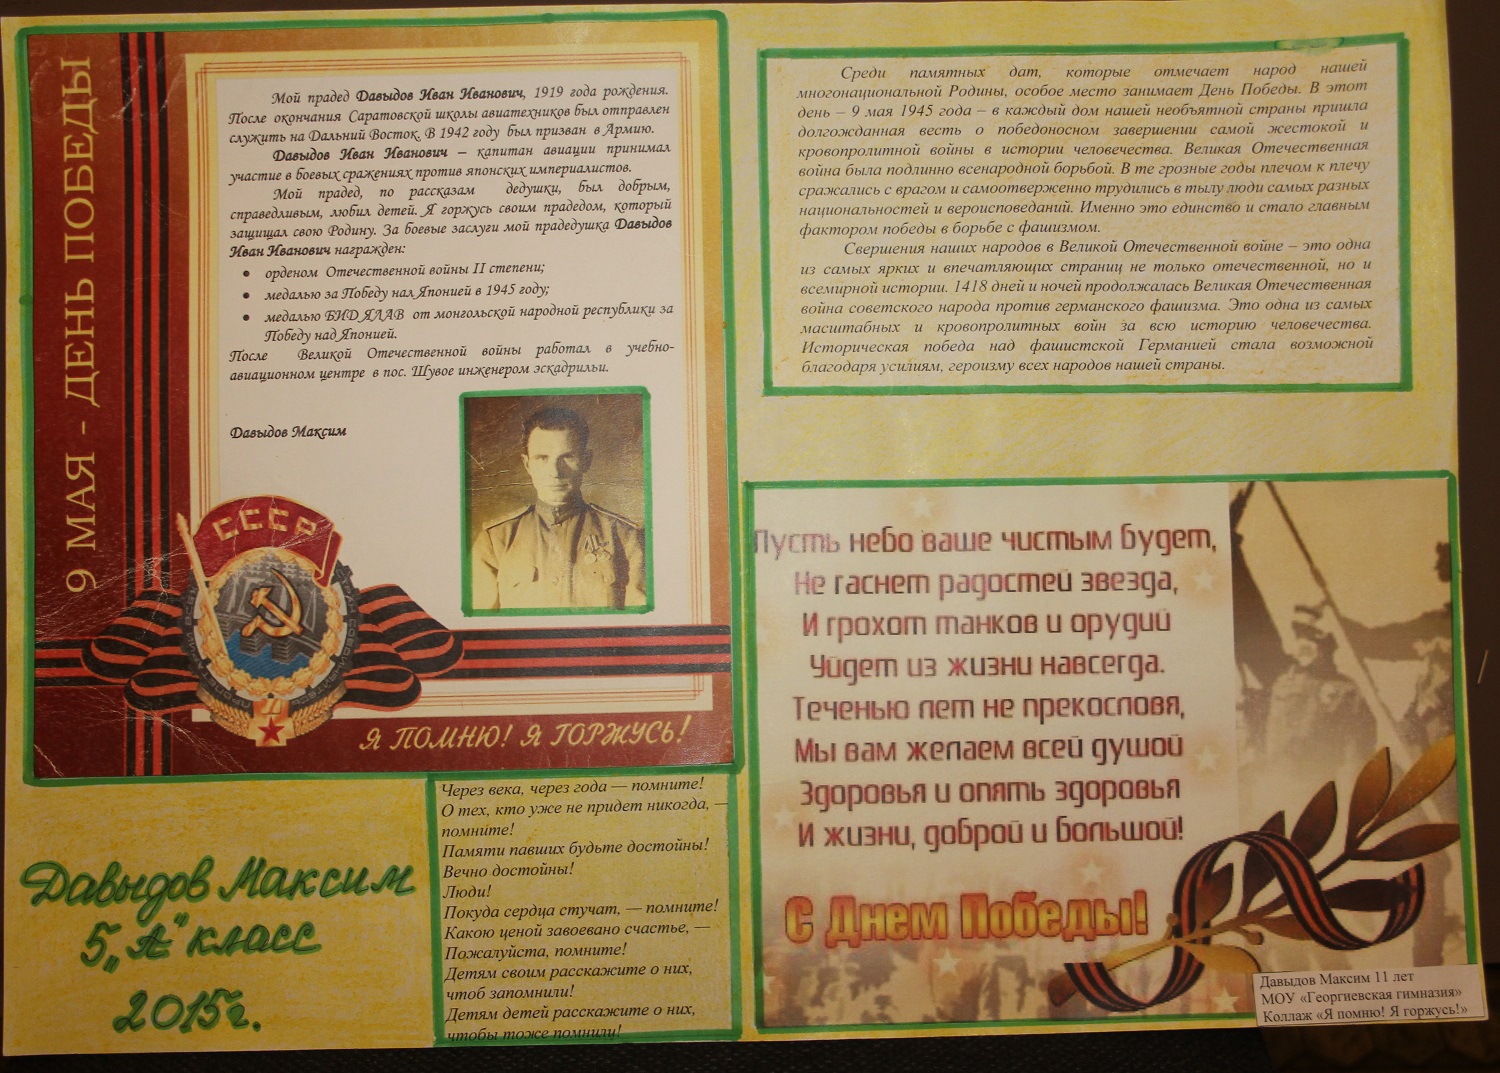 9 МАЯ - ДЕНЬ ПОБЕДЫ
Мой прадед Давыдов Иван Иванович, 1919 года рождения.
После окончания Саратовской школы авиатехников был отправлен
служить на Дальний Восток. В 1942 году был призван в Армию.
Давыдов Иван Иванович – капитан авиации принимал
участие в боевых сражениях против японских империалистов.
Мой прадед, по рассказам дедушки, был добрым,
справедливым, любил детей. Я горжусь своим прадедом, который
защищал свою Родину. За боевые заслуги мой прадедушка Давыдов
Иван Иванович награжден:
• орденом Отечественной войны II степени;
• медалью за Победу над Японией в 1945 году;
• медалью БИД ЯЛАВ от монгольской народной республики за
Победу над Японией.
После Великой Отечественной войны работал в учебно-
авиационном центре в пос. Шувое инженером эскадрильи.
Давыдов Максим
СССР
Я ПОМНЮ! Я ГОРЖУСЬ!
Давыдов Максим
5 „А" класс
2015г.
Через века, через года — помните!
О тех, кто уже не придет никогда, —
помните!
Памяти павших будьте достойны!
Вечно достойны!
Люди!
Покуда сердца стучат, — помните!
Какою ценой завоевано счастье, —
Пожалуйста, помните!
Детям своим расскажите о них,
чтоб запомнили!
Детям детей расскажите о них,
чтобы тоже помнили!
Среди памятных дат, которые отмечает народ нашей
многонациональной Родины, особое место занимает День Победы. В этот
день – 9 мая 1945 года – в каждый дом нашей необъятной страны пришла
долгожданная весть о победоносном завершении самой жестокой и
кровопролитной войны в истории человечества. Великая Отечественная
война была подлинно всенародной борьбой. В те грозные годы плечом к плечу
сражались с врагом и самоотверженно трудились в тылу люди самых разных
национальностей и вероисповеданий. Именно это единство и стало главным
фактором победы в борьбе с фашизмом.
Свершения наших народов в Великой Отечественной войне – это одна
из самых ярких и впечатляющих страниц не только отечественной, но и
всемирной истории. 1418 дней и ночей продолжалась Великая Отечественная
война советского народа против германского фашизма. Это одна из самых
масштабных и кровопролитных войн за всю историю человечества.
Историческая победа над фашистской Германией стала возможной
благодаря усилиям, героизму всех народов нашей страны.
Пусть небо ваше чистым будет,
Не гаснет радостей звезда,
И грохот танков и орудий
Уйдет из жизни навсегда.
Теченью лет не прекословя,
Мы вам желаем всей душой
Здоровья и опять здоровья
И жизни, доброй и большой!
С Днем Победы!
Давыдов Максим 11 лет
МОУ «Георгиевская гимназия»
Коллаж «Я помню! Я горжусь!»